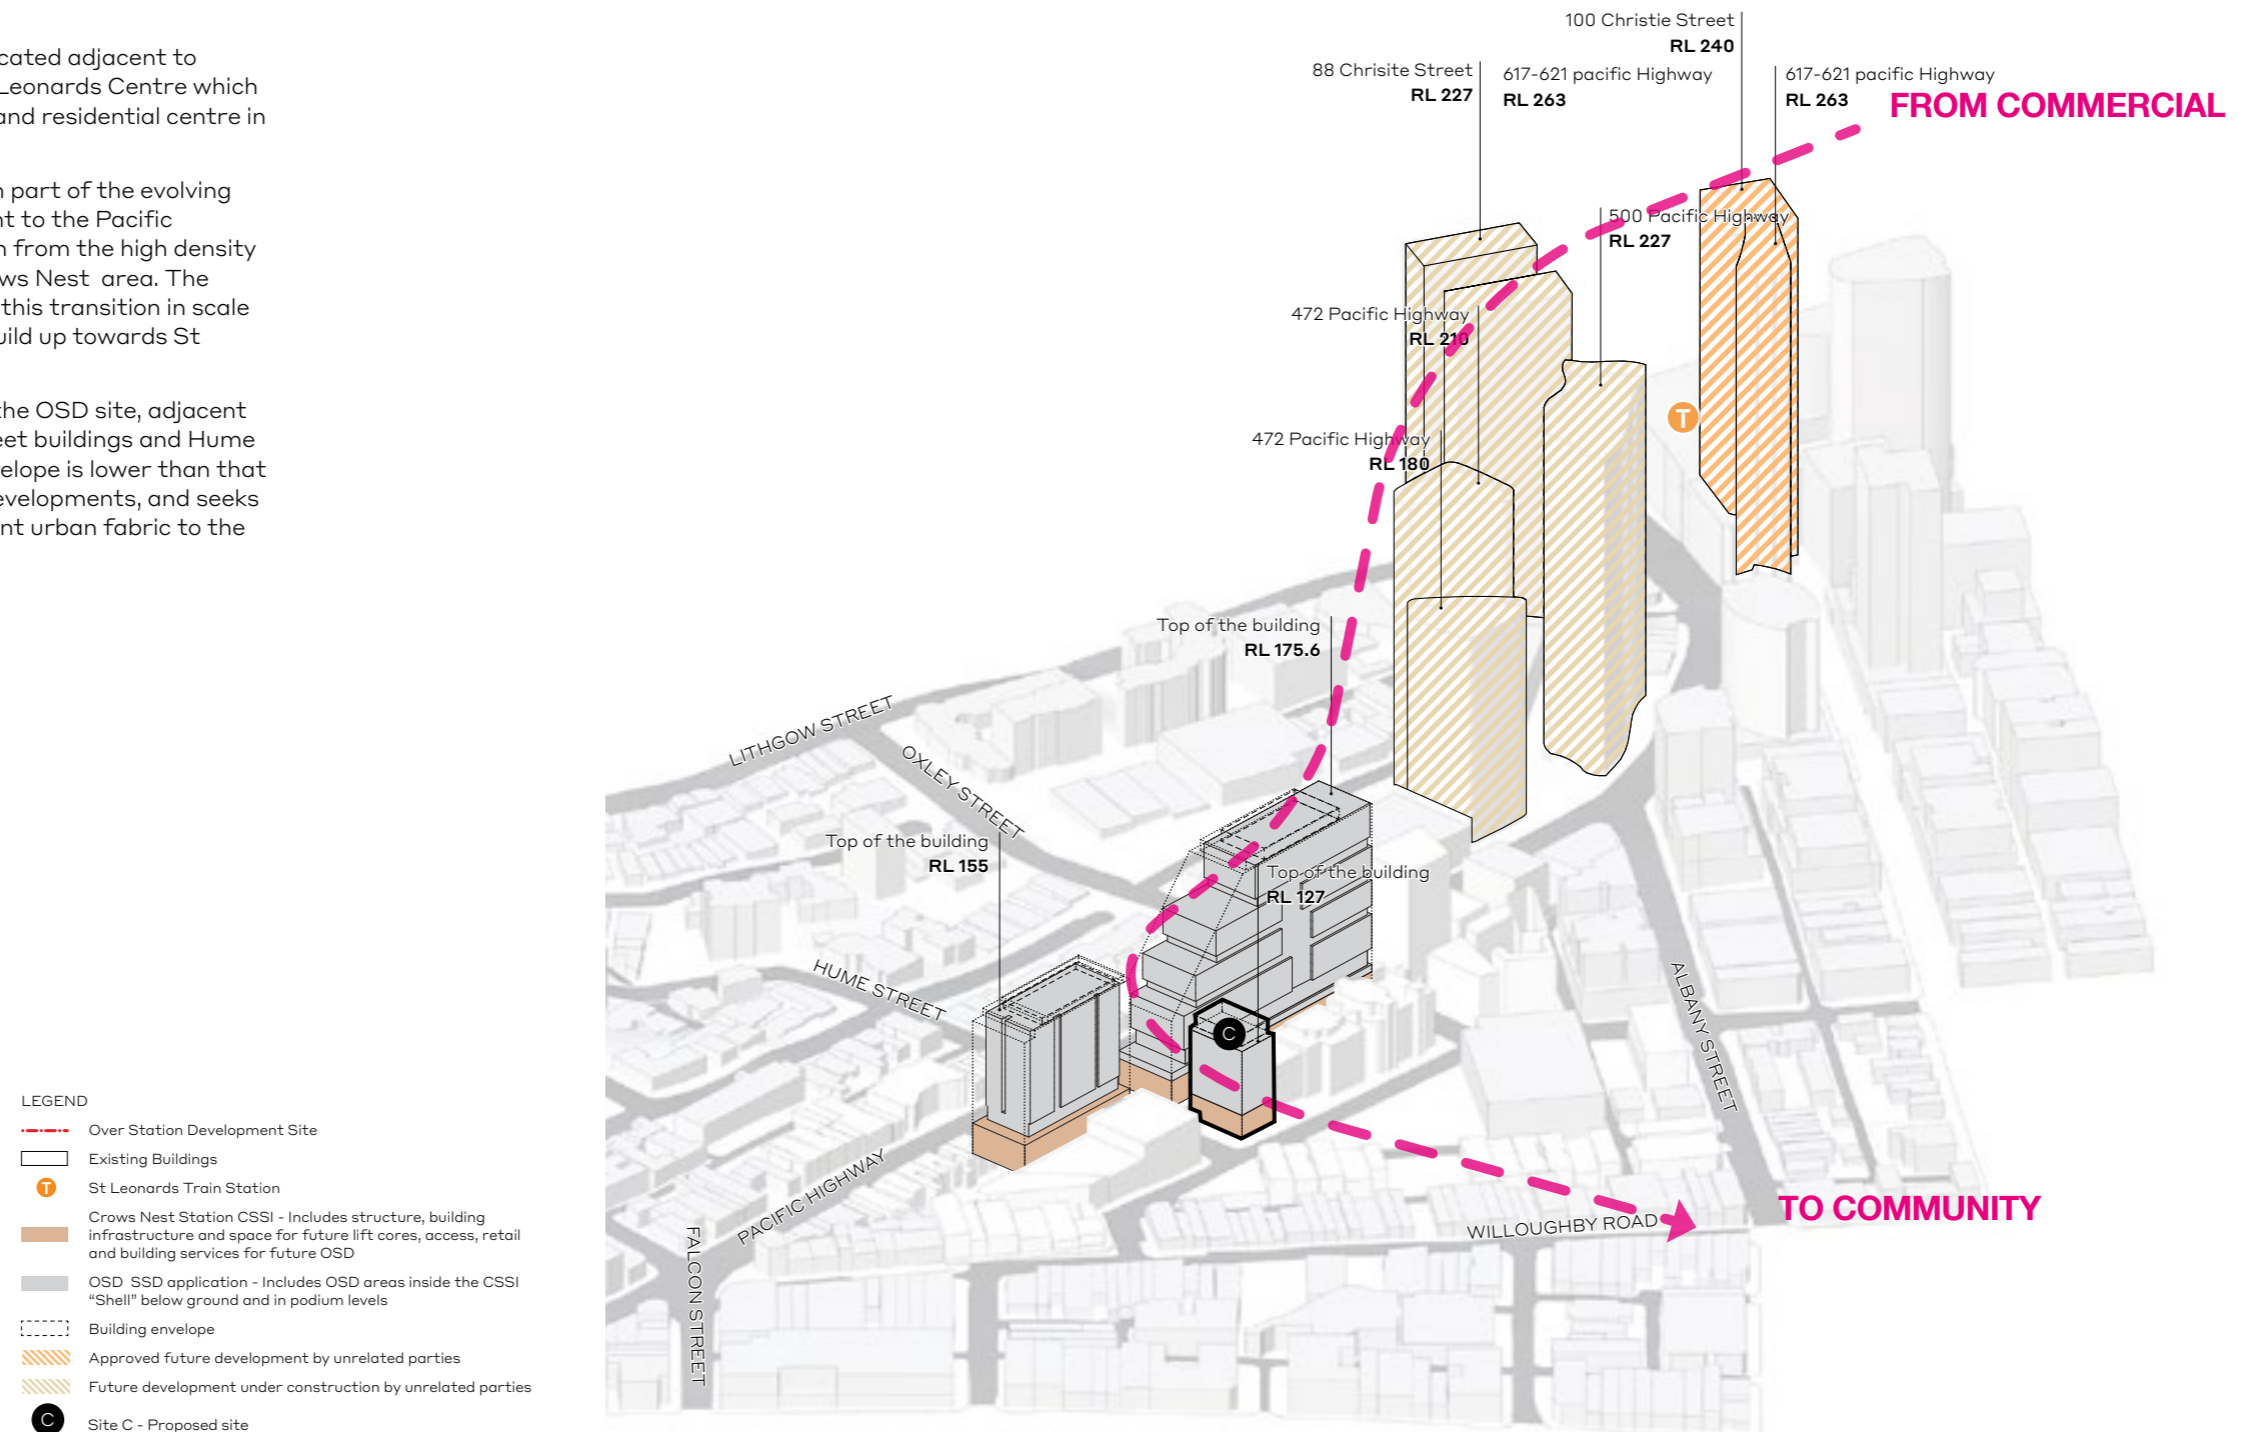 cated adjacent to
Leonards Centre which
and residential centre in
n part of the evolving
nt to the Pacific
n from the high density
ws Nest area. The
this transition in scale
uild up towards St
the OSD site, adjacent
eet buildings and Hume
velope is lower than that
evelopments, and seeks
nt urban fabric to the
100 Christie Street
RL 240
88 Chrisite Street
RL 227
617-621 pacific Highway
RL 263
617-621 pacific Highway
RL 263
FROM COMMERCIAL
500 Pacific Highway
RL 227
472 Pacific Highway
RL 210
T
472 Pacific Highway
RL 180
Top of the building
RL 175.6
LITHGOW STREET
OXLEY STREET
Top of the building
RL 155
Top of the building
RL 127
HUME STREET
ALBANY STREET
C
PACIFIC HIGHWAY
FALCON STREET
WILLOUGHBY ROAD
TO COMMUNITY
LEGEND
Over Station Development Site
Existing Buildings
T St Leonards Train Station
Crows Nest Station CSSI - Includes structure, building
infrastructure and space for future lift cores, access, retail
and building services for future OSD
OSD SSD application - Includes OSD areas inside the CSSI
“Shell” below ground and in podium levels
Building envelope
Approved future development by unrelated parties
Future development under construction by unrelated parties
C Site C - Proposed site